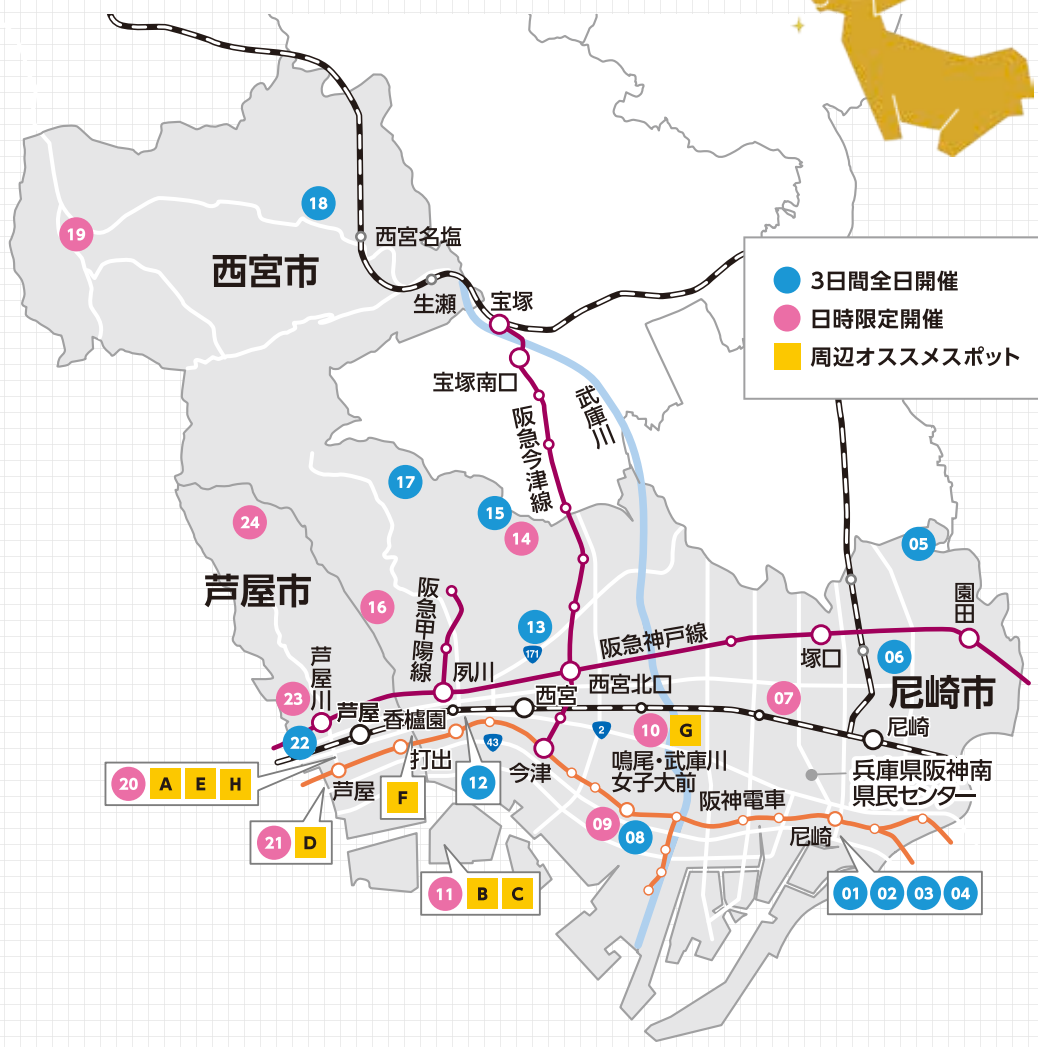 18
19
西宮市
西宮名塩
生瀬
宝塚
宝塚南口
阪急今津線
武庫川
3日間全日開催
日時限定開催
周辺オススメスポット
17
15
14
24
05
芦屋市
16
阪急甲陽線
13
171
阪急神戸線
園田
塚口
06
尼崎市
芦屋川
夙川
西宮北口
西宮
23
芦屋
香櫨園
07
尼崎
22
43
2
10 G
打出
今津
鳴尾・武庫川
女子大前
兵庫県阪神南
県民センター
20 A E H
芦屋
F
12
阪神電車
09
08
尼崎
21 D
11 B C
01 02 03 04